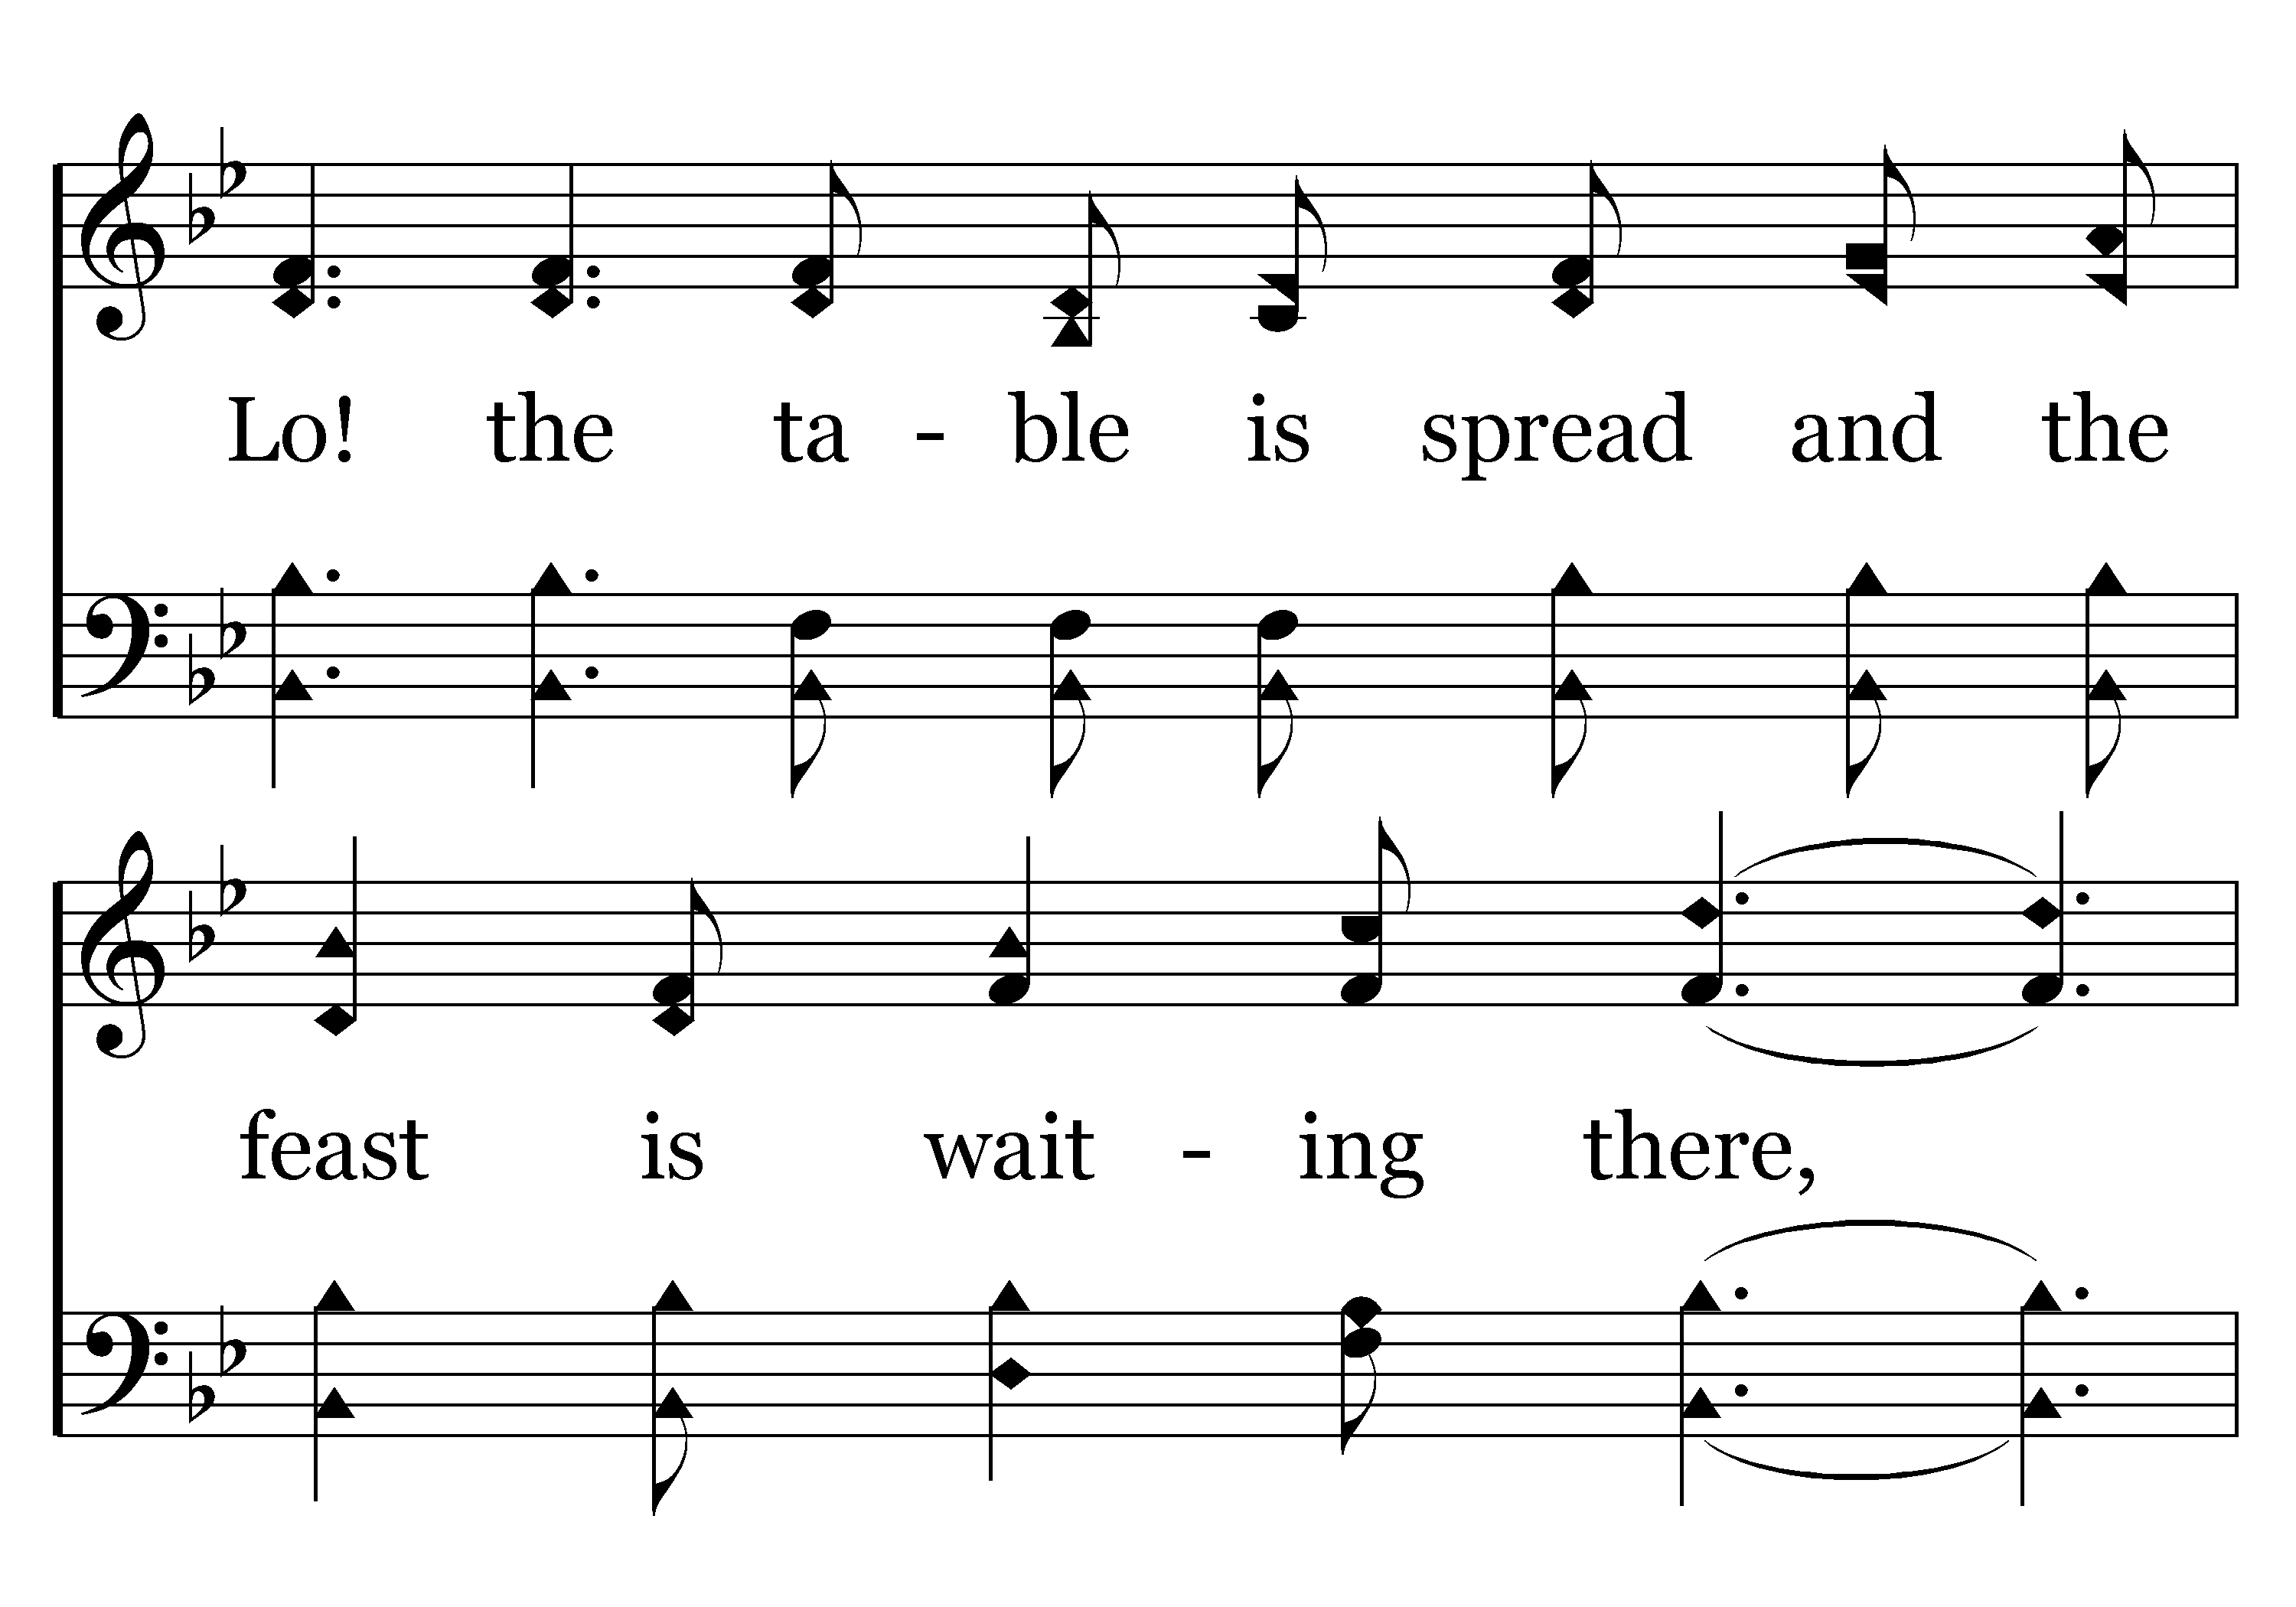 Lo! the ta - ble is spread and the
feast is wait - ing there,